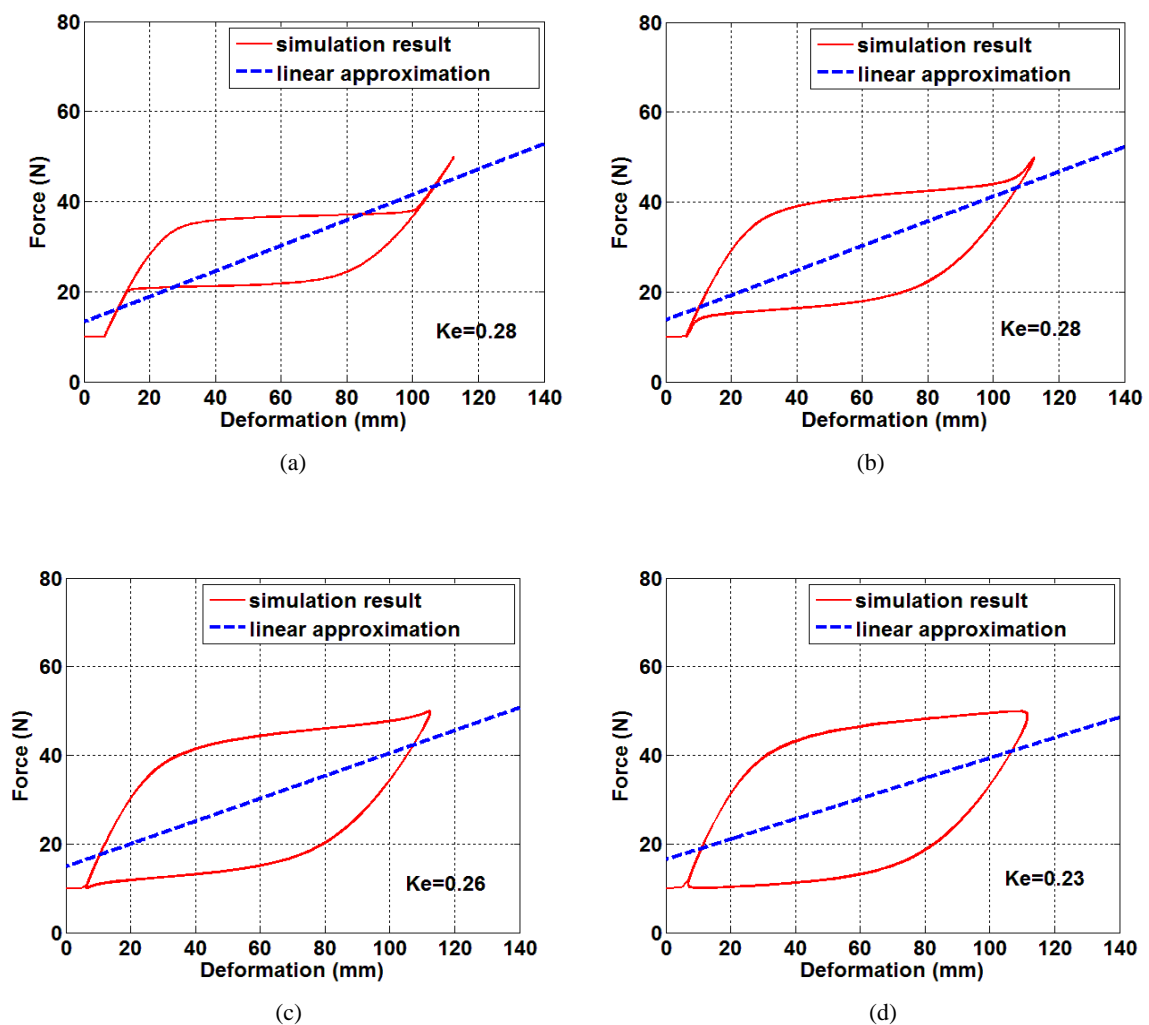 80
60
40
20
0
Force (N)
simulation result
linear approximation
Ke=0.28
0 20 40 60 80 100 120 140
Deformation (mm)
(a)
80
60
40
20
0
Force (N)
simulation result
linear approximation
Ke=0.28
0 20 40 60 80 100 120 140
Deformation (mm)
(b)
80
60
40
20
0
Force (N)
simulation result
linear approximation
Ke=0.26
0 20 40 60 80 100 120 140
Deformation (mm)
(c)
80
60
40
20
0
Force (N)
simulation result
linear approximation
Ke=0.23
0 20 40 60 80 100 120 140
Deformation (mm)
(d)